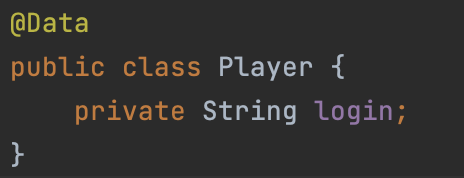 @Data
public class Player {
    private String login;
}